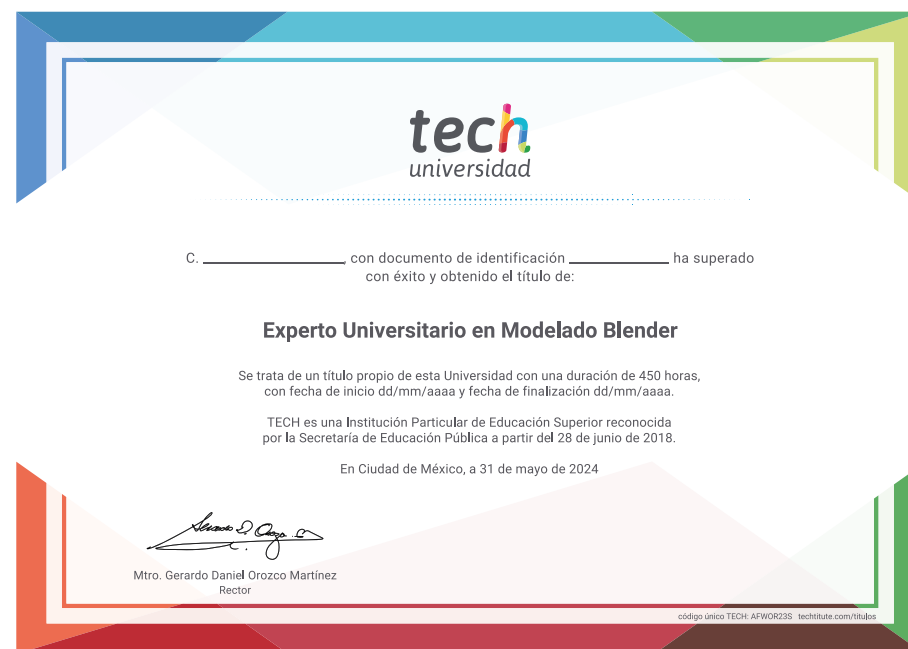 tech
universidad
C. ____________, con documento de identificación ____________ ha superado
con éxito y obtenido el título de:
Experto Universitario en Modelado Blender
Se trata de un título propio de esta Universidad con una duración de 450 horas,
con fecha de inicio dd/mm/aaaa y fecha de finalización dd/mm/aaaa.
TECH es una Institución Particular de Educación Superior reconocida
por la Secretaría de Educación Pública a partir del 28 de junio de 2018.
En Ciudad de México, a 31 de mayo de 2024
Mtro. Gerardo Daniel Orozco Martínez
Rector
código único TECH: AFWOR23S techtitute.com/titulos